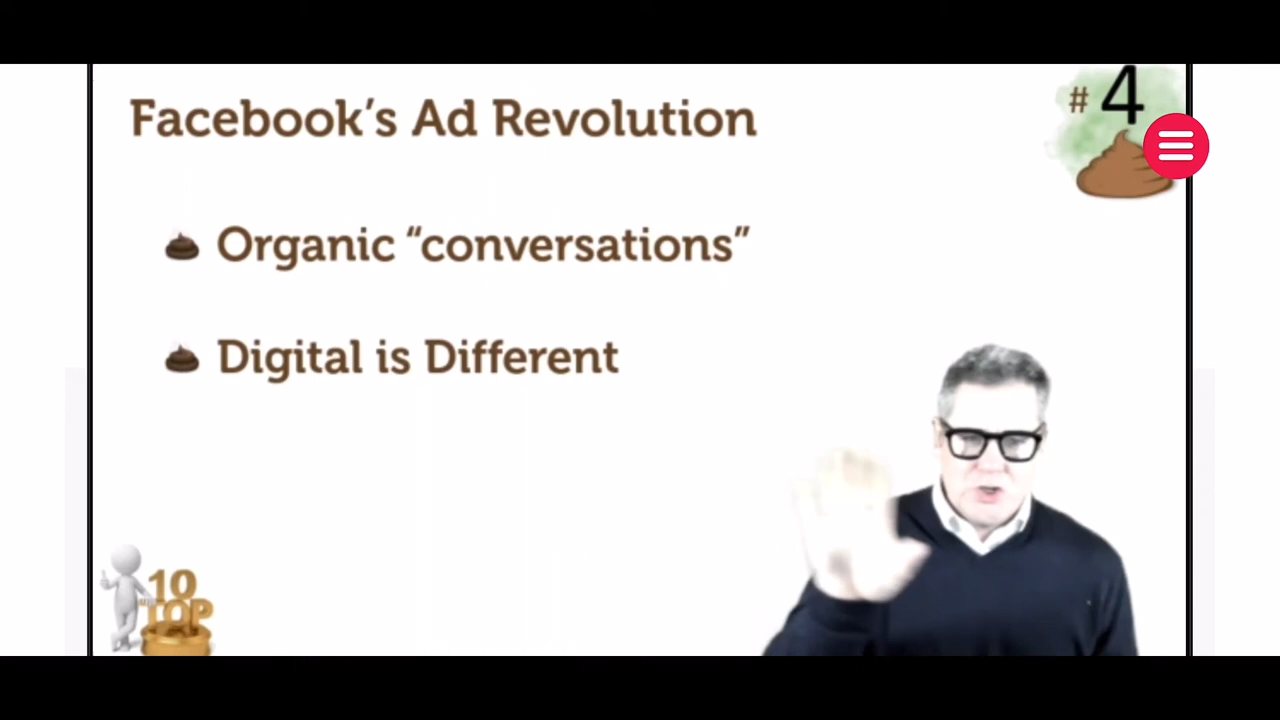 Facebook’s Ad Revolution
# 4
Organic “conversations”
Digital is Different
10
TOP